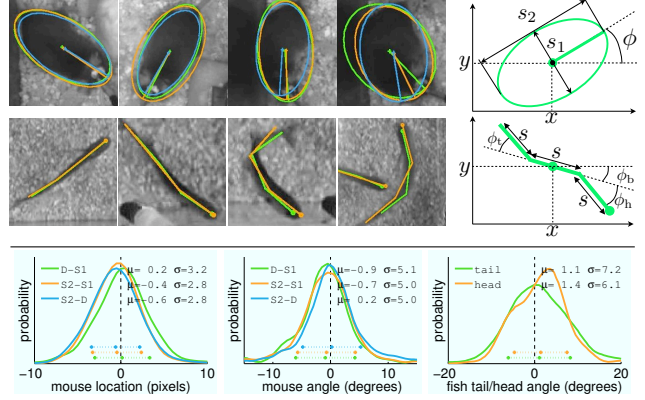 s2
s1
ϕ
y
x
ϕt
s
s
ϕb
y
ϕh
s
x
probability
D−S1 μ= 0.2 σ=3.2
S2−S1 μ=−0.4 σ=2.8
S2−D μ=−0.6 σ=2.8
−10 0 10
mouse location (pixels)
probability
D−S1 μ=−0.9 σ=5.1
S2−S1 μ=−0.7 σ=5.0
S2−D μ= 0.2 σ=5.0
−10 0 10
mouse angle (degrees)
probability
tail μ= 1.1 σ=7.2
head μ= 1.4 σ=6.1
−20 0 20
fish tail/head angle (degrees)